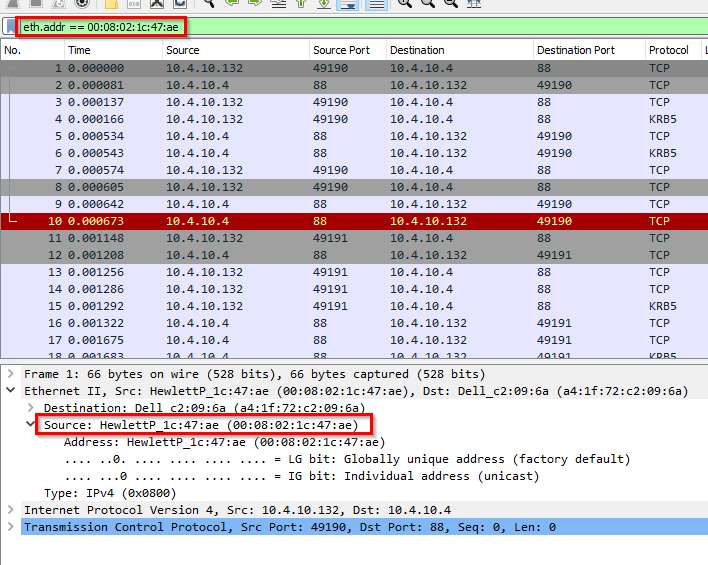 eth.addr == 00:08:02:1c:47:ae
No. Time Source Source Port Destination Destination Port Protocol L
1 0.000000 10.4.10.132 49190 10.4.10.4 88 TCP
2 0.000081 10.4.10.4 88 10.4.10.132 49190 TCP
3 0.000137 10.4.10.132 49190 10.4.10.4 88 TCP
4 0.000166 10.4.10.132 49190 10.4.10.4 88 KRB5
5 0.000534 10.4.10.4 88 10.4.10.132 49190 TCP
6 0.000543 10.4.10.4 88 10.4.10.132 49190 KRB5
7 0.000574 10.4.10.132 49190 10.4.10.4 88 TCP
8 0.000605 10.4.10.132 49190 10.4.10.4 88 TCP
9 0.000642 10.4.10.4 88 10.4.10.132 49190 TCP
10 0.000673 10.4.10.4 88 10.4.10.132 49190 TCP
11 0.001148 10.4.10.132 49191 10.4.10.4 88 TCP
12 0.001208 10.4.10.4 88 10.4.10.132 49191 TCP
13 0.001256 10.4.10.132 49191 10.4.10.4 88 TCP
14 0.001286 10.4.10.132 49191 10.4.10.4 88 TCP
15 0.001292 10.4.10.132 49191 10.4.10.4 88 KRB5
16 0.001322 10.4.10.4 88 10.4.10.132 49191 TCP
17 0.001675 10.4.10.4 88 10.4.10.132 49191 TCP
18 0.001683 10.4.10.4 88 10.4.10.132 49191 KRB5
Frame 1: 66 bytes on wire (528 bits), 66 bytes captured (528 bits)
Ethernet II, Src: HewlettP_1c:47:ae (00:08:02:1c:47:ae), Dst: Dell_c2:09:6a (a4:1f:72:c2:09:6a)
Destination: Dell_c2:09:6a (a4:1f:72:c2:09:6a)
Source: HewlettP_1c:47:ae (00:08:02:1c:47:ae)
Address: HewlettP_1c:47:ae (00:08:02:1c:47:ae)
.... ..0. .... .... .... .... = LG bit: Globally unique address (factory default)
.... ...0 .... .... .... .... = IG bit: Individual address (unicast)
Type: IPv4 (0x0800)
Internet Protocol Version 4, Src: 10.4.10.132, Dst: 10.4.10.4
Transmission Control Protocol, Src Port: 49190, Dst Port: 88, Seq: 0, Len: 0